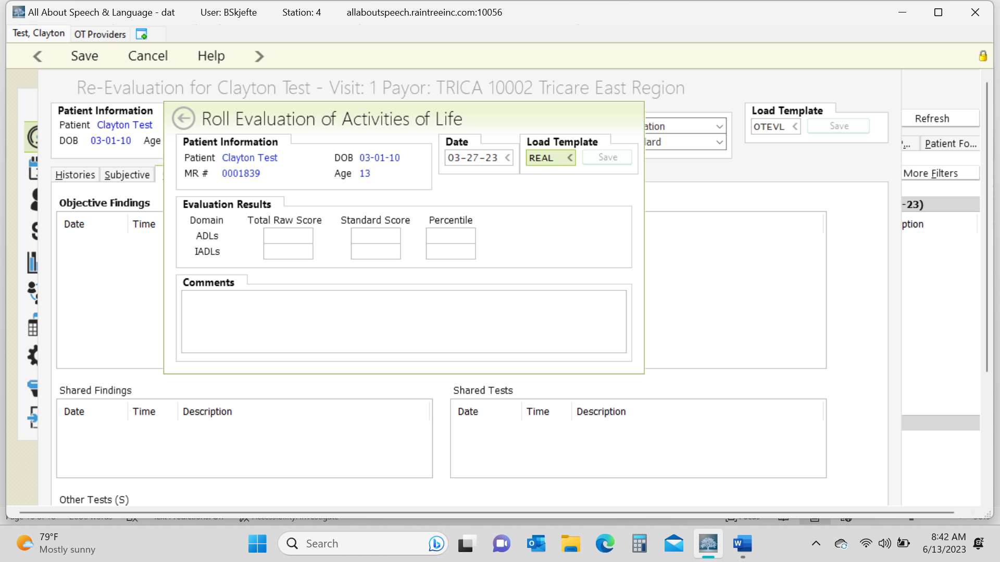 All About Speech & Language - dat User: BSkjefte Station: 4 allaboutspeech.raintreeinc.com:10056
Test, Clayton OT Providers
Save Cancel Help
Re-Evaluation for Clayton Test - Visit: 1 Payor: TRICA 10002 Tricare East Region
Patient Information
Patient Clayton Test
DOB 03-01-10 Age
Load Template
OTEVL < Save
Refresh
Patient Fo...
More Filters
Histories Subjective
Objective Findings
Date Time
-23)
Roll Evaluation of Activities of Life
Patient Information
Patient Clayton Test DOB 03-01-10
MR # 0001839 Age 13
Date
03-27-23 <
Load Template
REAL < Save
Evaluation Results
Domain Total Raw Score Standard Score Percentile
ADLs
IADLs
Comments
Shared Findings
Date Time Description
Shared Tests
Date Time Description
Other Tests (S)
79°F
Mostly sunny
Search
8:42 AM
6/13/2023